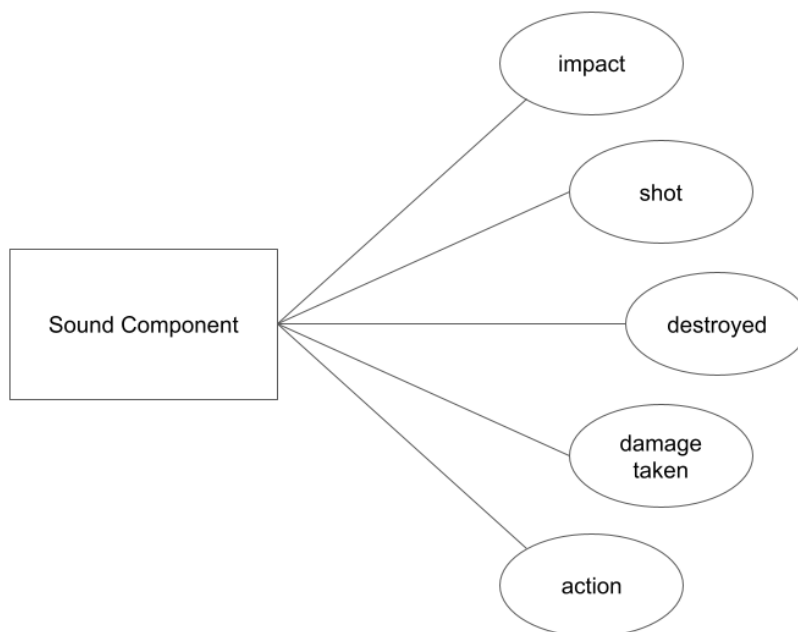 impact
shot
Sound Component
destroyed
damage
taken
action